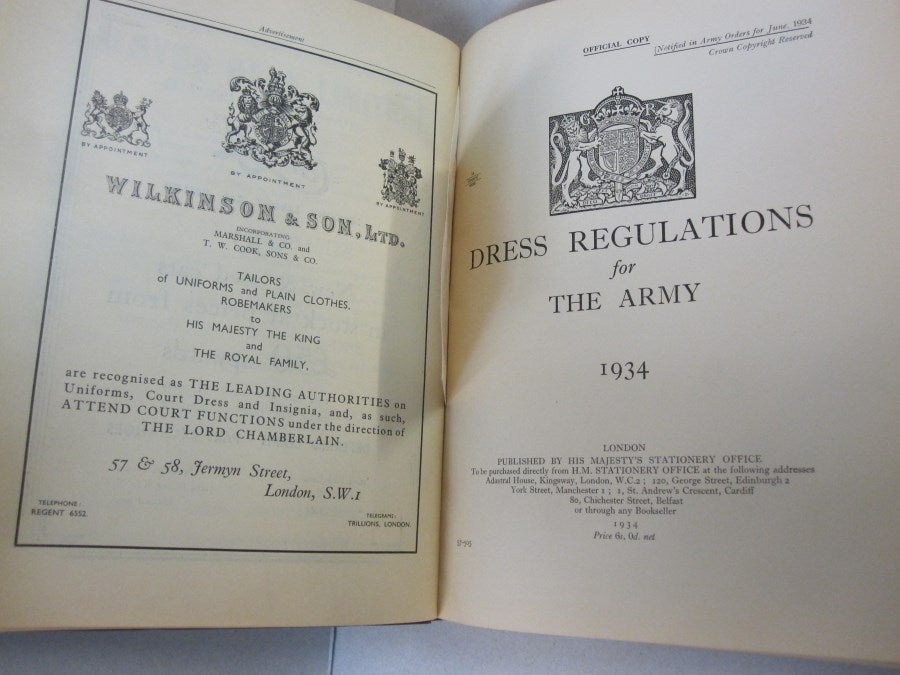 Advertisement
BY APPOINTMENT
BY APPOINTMENT
BY APPOINTMENT
WILKINSON & SON, LTD.
INCORPORATING
MARSHALL & CO. and
T. W. COOK, SONS & CO.
TAILORS
of UNIFORMS and PLAIN CLOTHES,
ROBEMAKERS
to
HIS MAJESTY THE KING
and
THE ROYAL FAMILY,
are recognised as THE LEADING AUTHORITIES on
Uniforms, Court Dress and Insignia, and, as such,
ATTEND COURT FUNCTIONS under the direction of
THE LORD CHAMBERLAIN.
57 & 58, Jermyn Street,
London, S.W.1
TELEPHONE:
REGENT 6552.
TELEGRAMS:
TRILLIONS, LONDON.
OFFICIAL COPY
[Notified in Army Orders for June, 1934
Crown Copyright Reserved
G R
DRESS REGULATIONS
for
THE ARMY
1934
LONDON
PUBLISHED BY HIS MAJESTY'S STATIONERY OFFICE
To be purchased directly from H.M. STATIONERY OFFICE at the following addresses
Adastral House, Kingsway, London, W.C.2; 120, George Street, Edinburgh 2
York Street, Manchester 1; 1, St. Andrew's Crescent, Cardiff
80, Chichester Street, Belfast
or through any Bookseller
1934
Price 6s. 0d. net